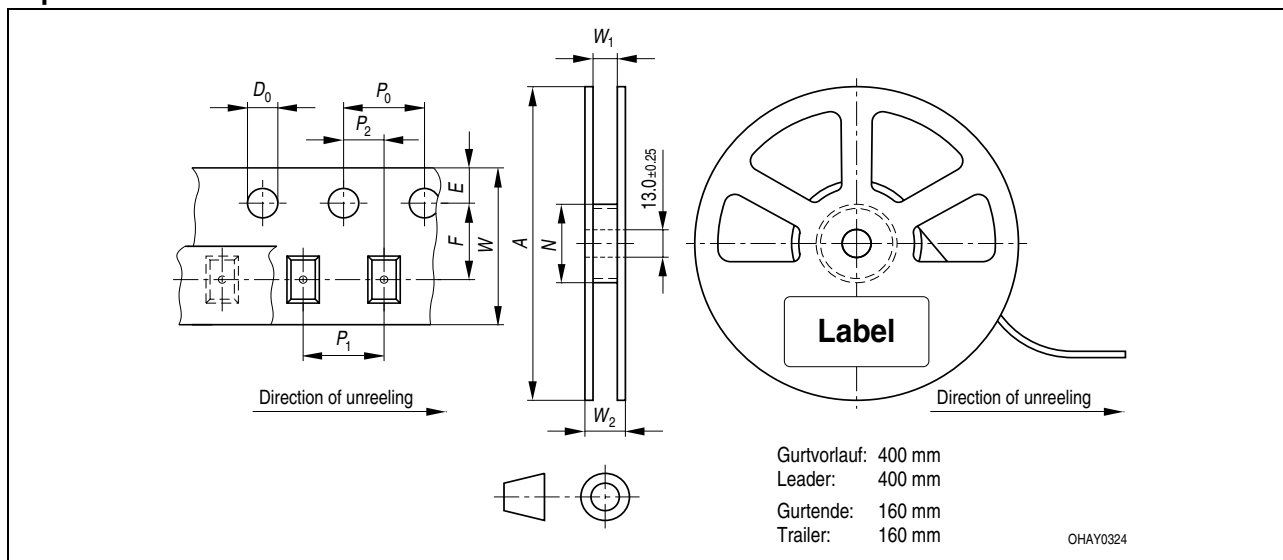 W1
D0
P0
P2
E
F
W
A
N
13.0±0.25
P1
W2
Label
Direction of unreeling
Direction of unreeling
Gurtvorlauf: 400 mm
Leader: 400 mm
Gurtende: 160 mm
Trailer: 160 mm
OHAY0324